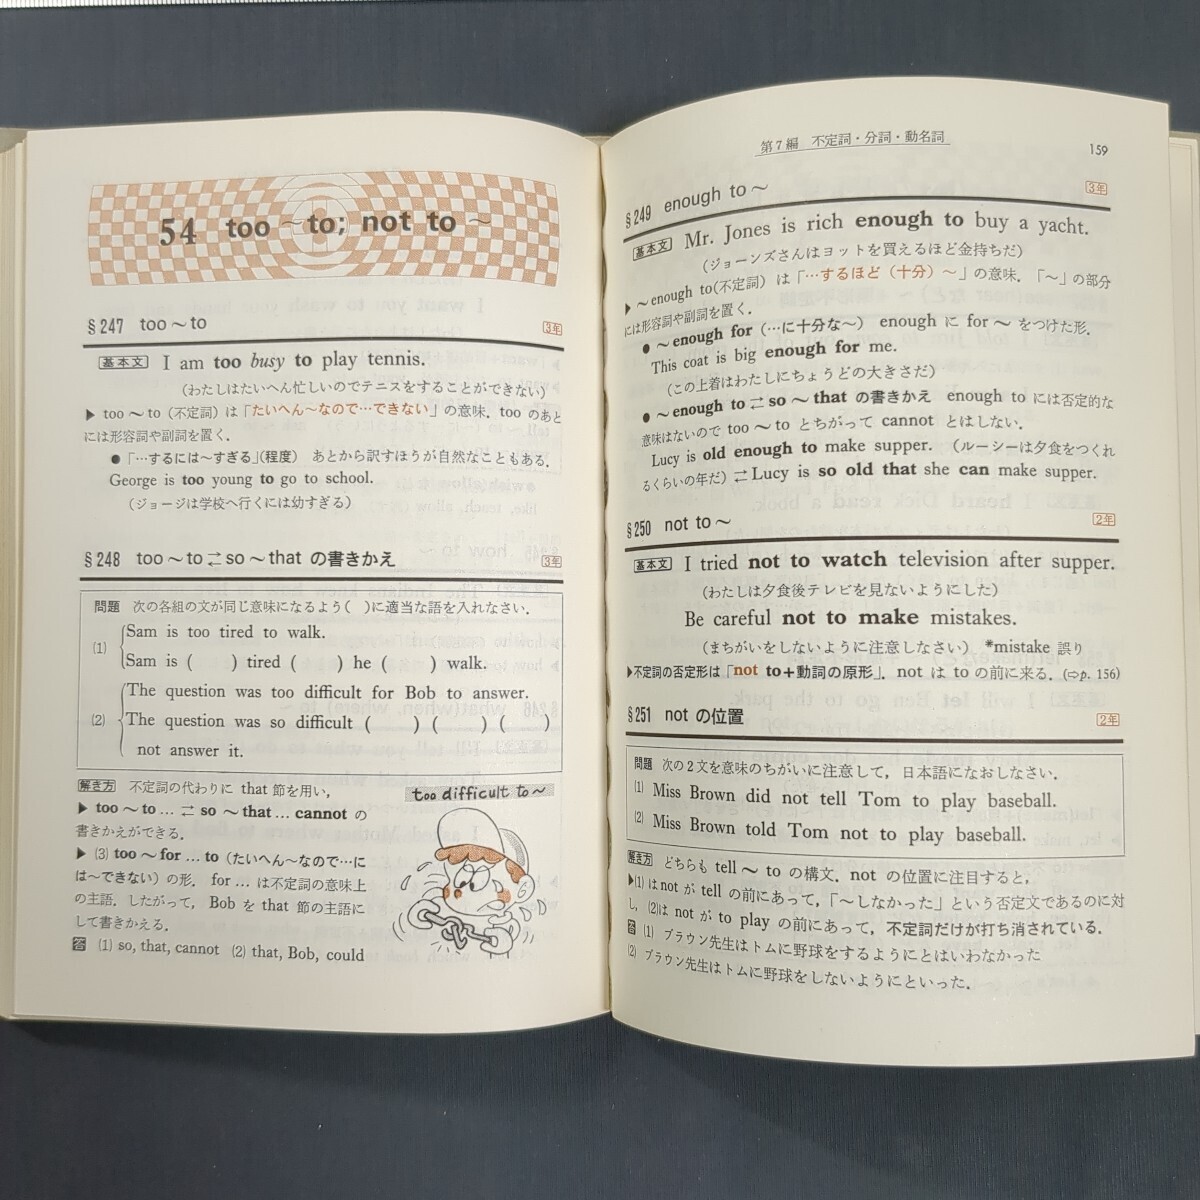 54 too ～to; not to ～
§247 too～to
3年
基本文 I am too busy to play tennis.
(わたしはたいへん忙しいのでテニスをすることができない)
▶ too～to (不定詞) は「たいへん～なので…できない」の意味. too のあと
には形容詞や副詞を置く.
●「…するには～すぎる」(程度) あとから訳すほうが自然なこともある.
George is too young to go to school.
(ジョージは学校へ行くには幼すぎる)
§248 too～to⇄so～that の書きかえ
3年
問題 次の各組の文が同じ意味になるよう( )に適当な語を入れなさい.
(1) Sam is too tired to walk.
Sam is ( ) tired ( ) he ( ) walk.
(2) The question was too difficult for Bob to answer.
The question was so difficult ( ) ( ) ( )
not answer it.
解き方 不定詞の代わりに that 節を用い,
▶ too～to … ⇄ so～that … cannot の
書きかえができる.
▶ (3) too～for … to (たいへん～なので…に
は～できない) の形. for … は不定詞の意味上
の主語. したがって, Bob を that 節の主語に
して書きかえる.
答 (1) so, that, cannot (2) that, Bob, could
too difficult to～
第7編 不定詞・分詞・動名詞
159
§249 enough to～
3年
基本文 Mr. Jones is rich enough to buy a yacht.
(ジョーンズさんはヨットを買えるほど金持ちだ)
▶ ～enough to(不定詞) は「…するほど (十分) ～」の意味. 「～」の部分
には形容詞や副詞を置く.
● ～enough for (…に十分な～) enough に for～をつけた形.
This coat is big enough for me.
(この上着はわたしにちょうどの大きさだ)
● ～enough to⇄so～that の書きかえ enough to には否定的な
意味はないので too～to とちがって cannot とはしない.
Lucy is old enough to make supper. (ルーシーは夕食をつくれ
るくらいの年だ) ⇄ Lucy is so old that she can make supper.
§250 not to～
2年
基本文 I tried not to watch television after supper.
(わたしは夕食後テレビを見ないようにした)
Be careful not to make mistakes.
(まちがいをしないように注意しなさい) *mistake 誤り
▶不定詞の否定形は「not to+動詞の原形」. not は to の前に来る. (⇨p. 156)
§251 not の位置
2年
問題 次の2文を意味のちがいに注意して, 日本語になおしなさい.
(1) Miss Brown did not tell Tom to play baseball.
(2) Miss Brown told Tom not to play baseball.
解き方 どちらも tell～to の構文. not の位置に注目すると,
▶(1)は not が tell の前にあって, 「～しなかった」という否定文であるのに対
し, (2)は not が to play の前にあって, 不定詞だけが打ち消されている.
答 (1) ブラウン先生はトムに野球をするようにとはいわなかった
(2) ブラウン先生はトムに野球をしないようにといった.